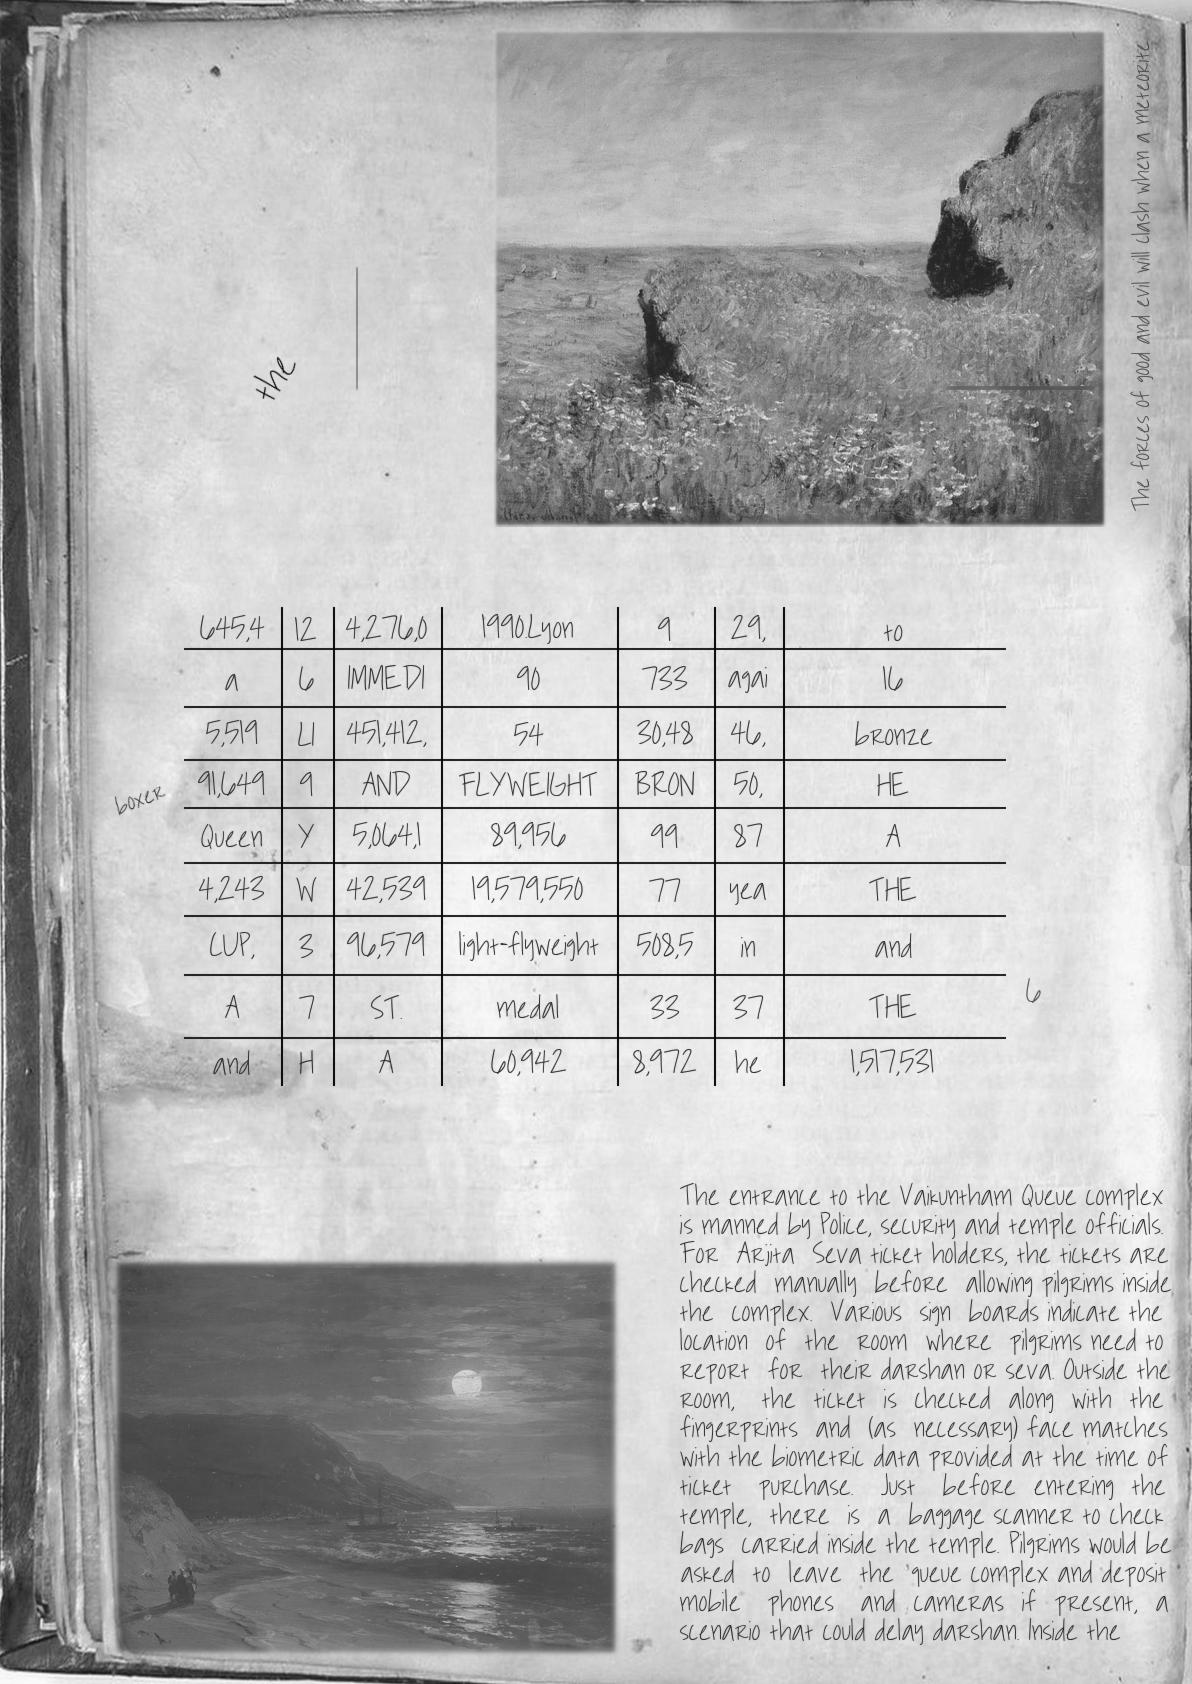 The forces of good and evil will clash when a meteorite
the
645,4 12 4,276,0 1990.Lyon 9 29, to
a 6 IMMEDI 90 733 agai 16
5,519 LI 451,412, 54 30,48 46, bronze
91,649 9 AND FLYWEIGHT BRON 50, HE
boxer
Queen Y 5,064,1 89,956 99 87 A
4,243 W 42,539 19,579,550 77 yea THE
CUP, 3 96,579 light-flyweight 508,5 in and
A 7 ST. medal 33 37 THE
6
and H A 60,942 8,972 he 1,517,531
The entrance to the Vaikuntham Queue complex
is manned by Police, security and temple officials.
For Arjita Seva ticket holders, the tickets are
checked manually before allowing pilgrims inside
the complex. Various sign boards indicate the
location of the room where pilgrims need to
report for their darshan or seva. Outside the
room, the ticket is checked along with the
fingerprints and (as necessary) face matches
with the biometric data provided at the time of
ticket purchase. Just before entering the
temple, there is a baggage scanner to check
bags carried inside the temple. Pilgrims would be
asked to leave the queue complex and deposit
mobile phones and cameras if present, a
scenario that could delay darshan. Inside the